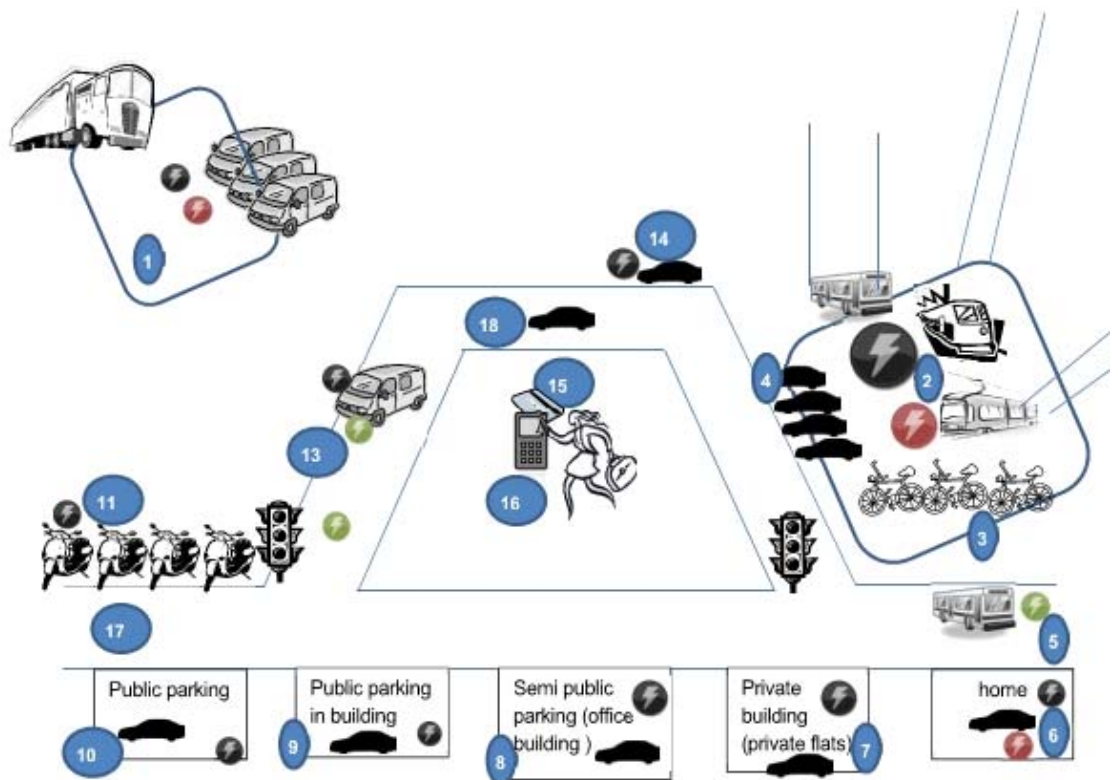 14
1
18
15
4
2
13
16
11
3
17
5
Public parking
10
Public parking
in building
9
Semi public
parking (office
building )
8
Private
building
(private flats)
7
home
6